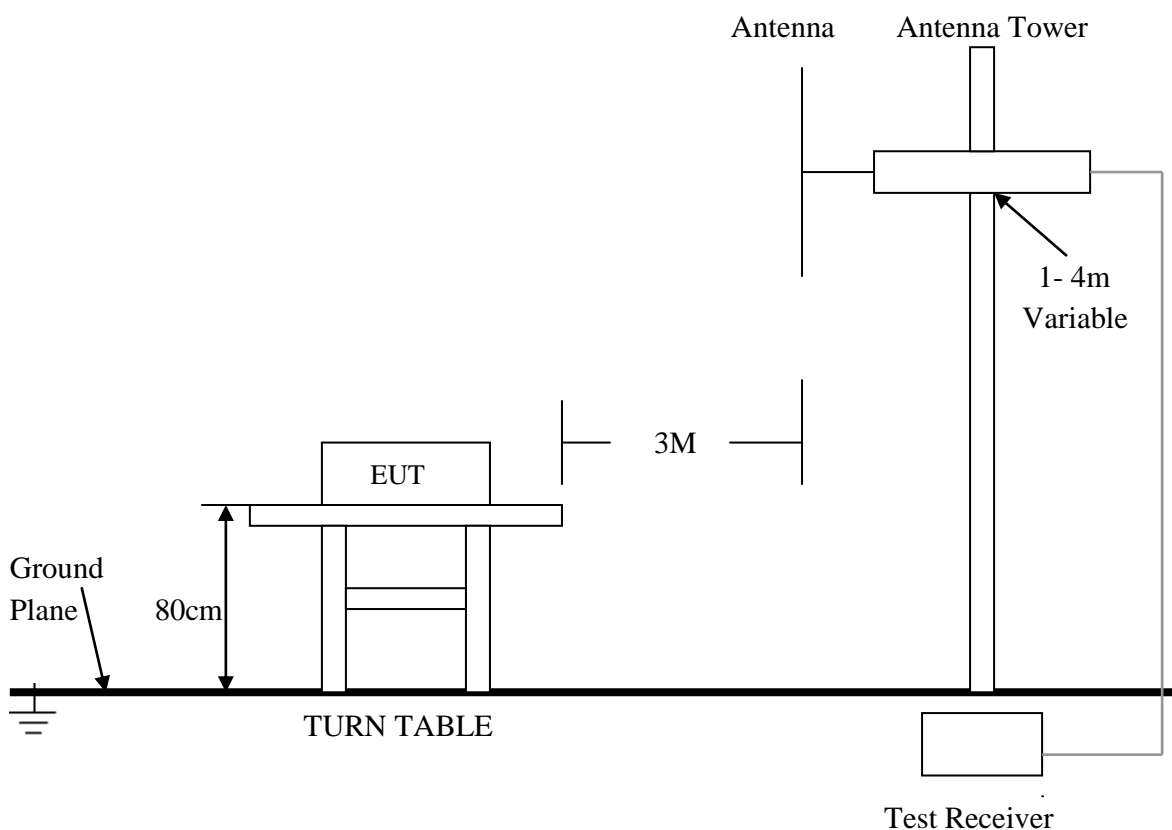 Antenna
Antenna Tower
1- 4m
Variable
3M
EUT
Ground
Plane
80cm
TURN TABLE
Test Receiver